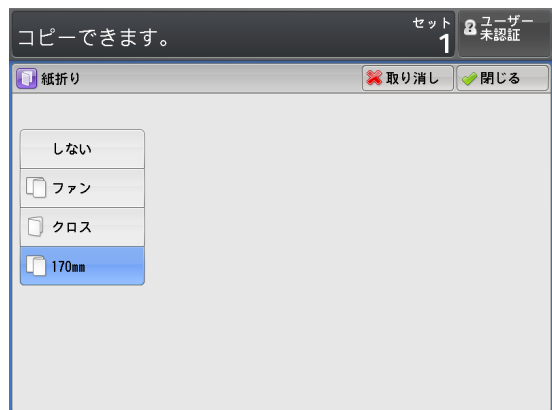 コピーできます。
セット
1
ユーザー
未認証
紙折り
取り消し
閉じる
しない
ファン
クロス
170mm